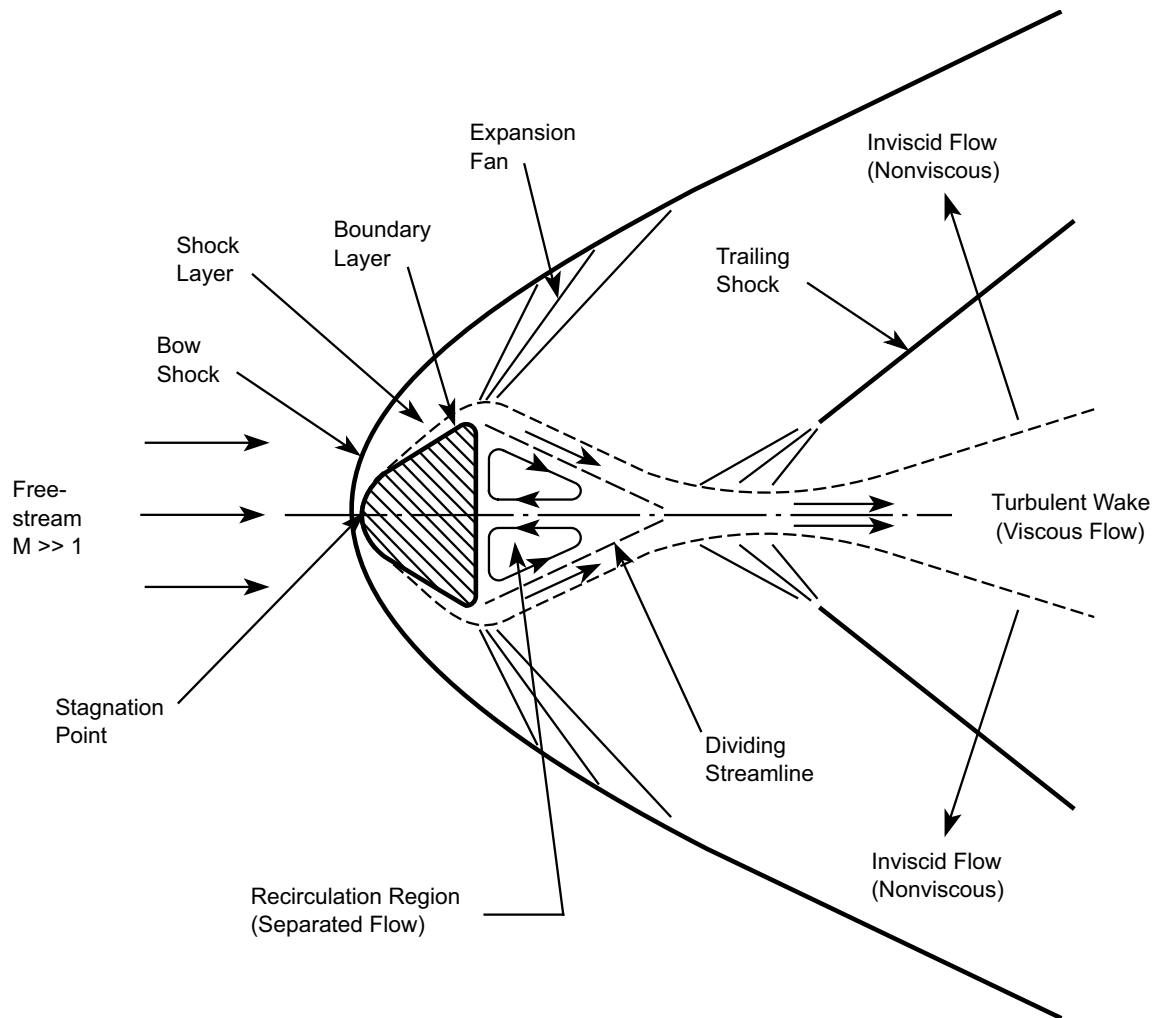 Expansion
Fan
Inviscid Flow
(Nonviscous)
Boundary
Layer
Shock
Layer
Trailing
Shock
Bow
Shock
Free-
stream
M >> 1
Turbulent Wake
(Viscous Flow)
Stagnation
Point
Dividing
Streamline
Inviscid Flow
(Nonviscous)
Recirculation Region
(Separated Flow)